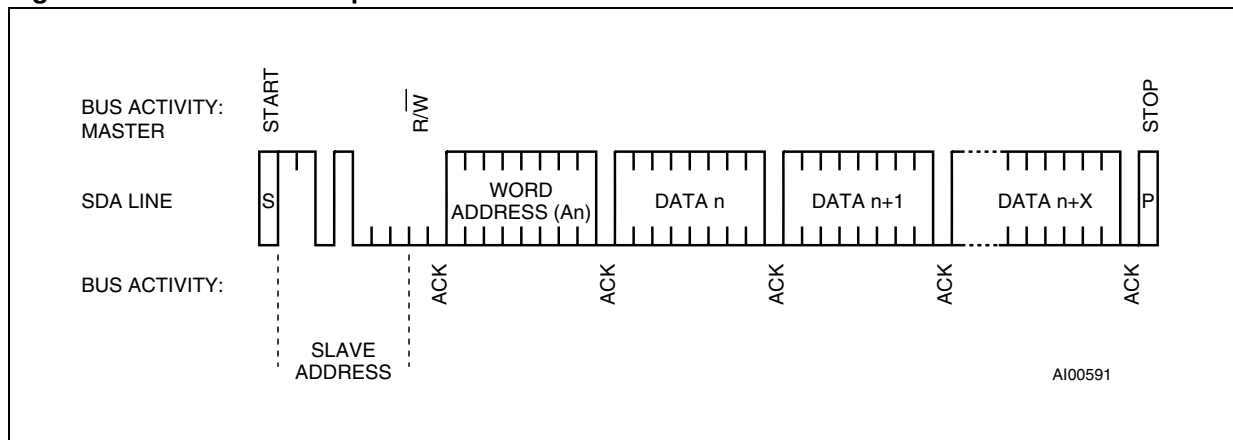 BUS ACTIVITY:
MASTER
START
R/W
STOP
SDA LINE
S
WORD
ADDRESS (An)
DATA n
DATA n+1
DATA n+X
P
BUS ACTIVITY:
ACK
ACK
ACK
ACK
ACK
SLAVE
ADDRESS
AI00591